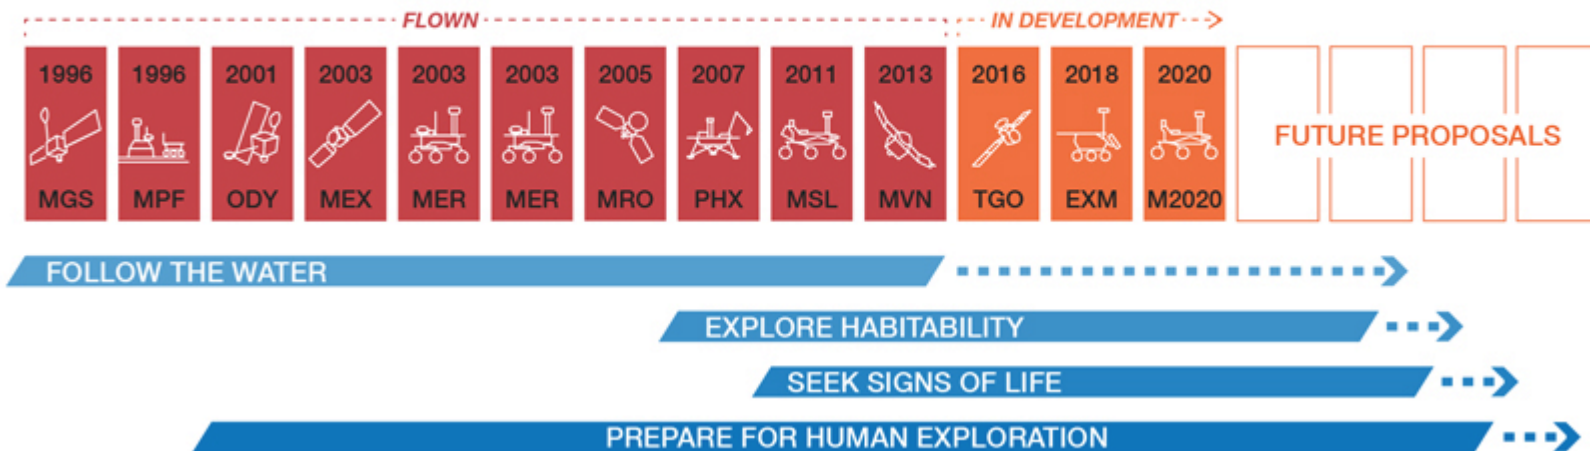 FLOWN
IN DEVELOPMENT
1996 1996 2001 2003 2003 2003 2005 2007 2011 2013 2016 2018 2020
MGS MPF ODY MEX MER MER MRO PHX MSL MVN TGO EXM M2020
FUTURE PROPOSALS
FOLLOW THE WATER
EXPLORE HABITABILITY
SEEK SIGNS OF LIFE
PREPARE FOR HUMAN EXPLORATION